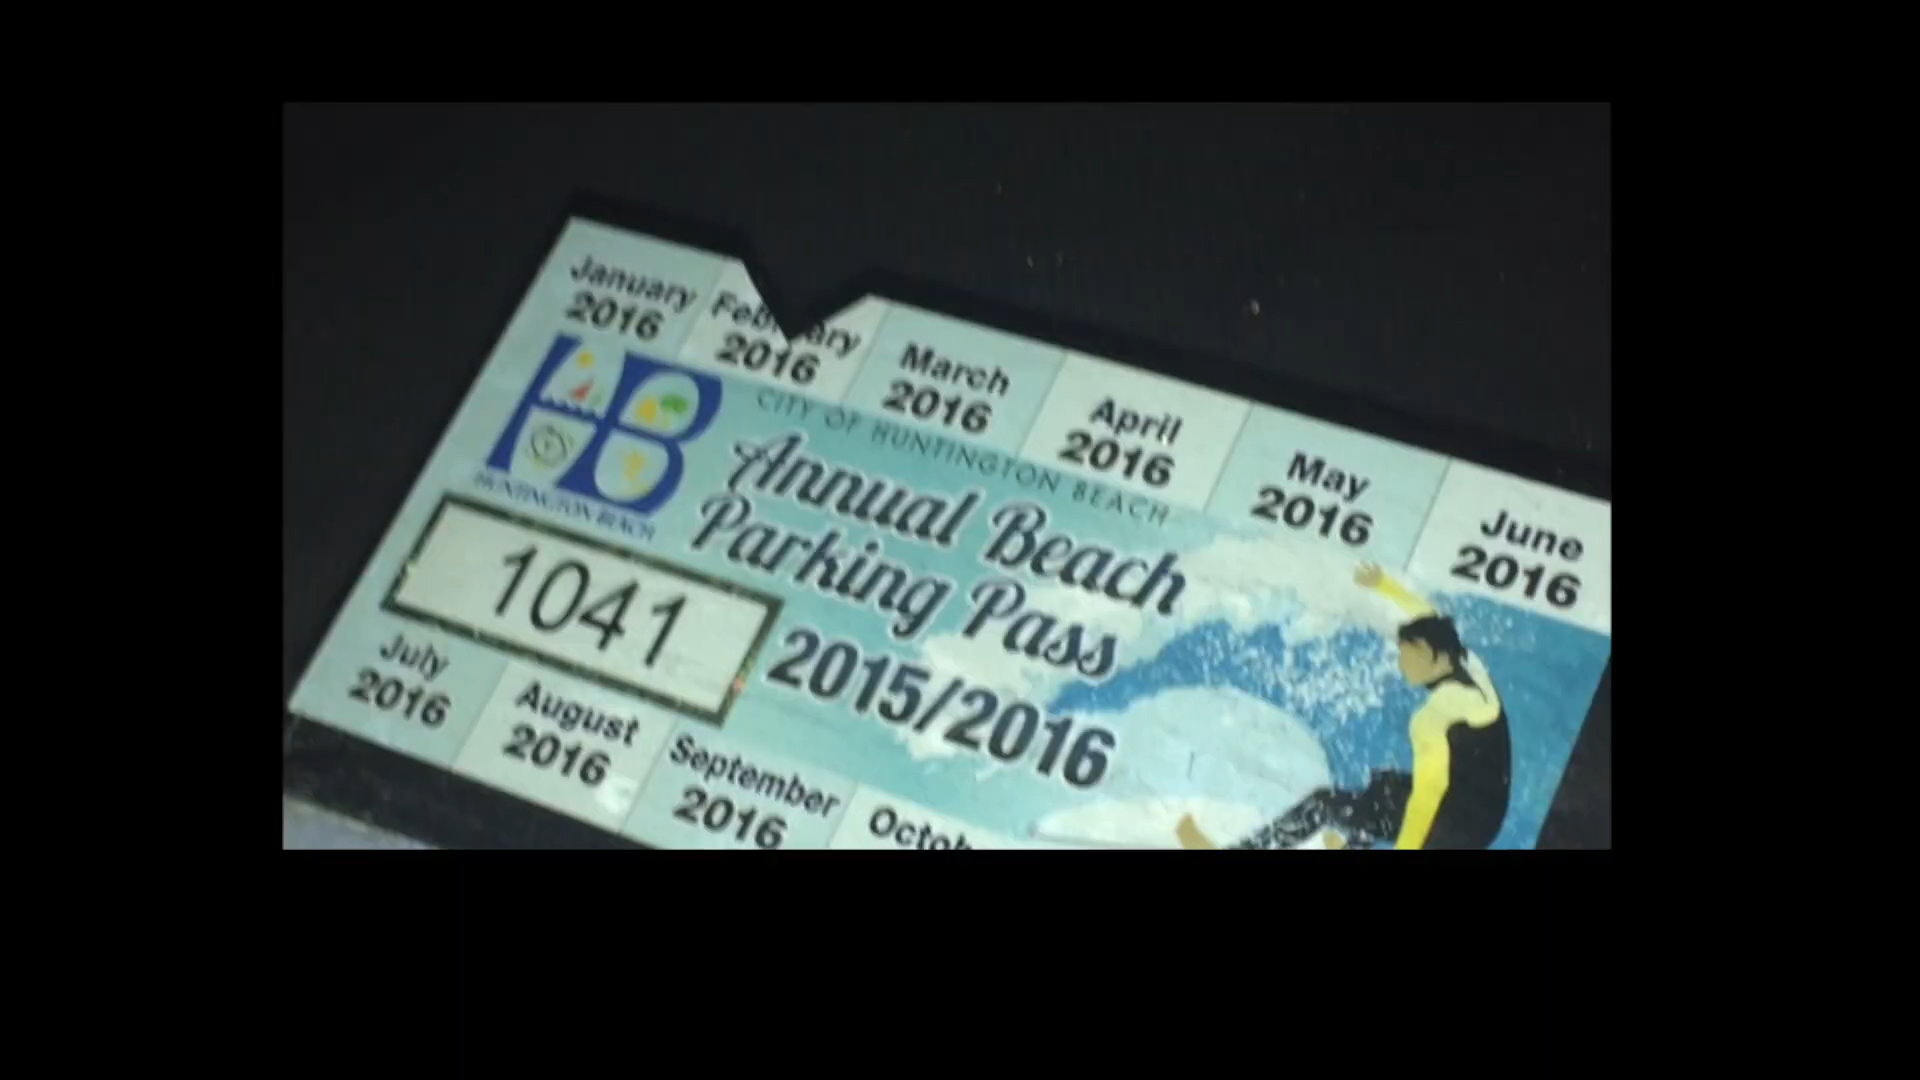 January
2016
February
2016
March
2016
April
2016
May
2016
June
2016
HB
HUNTINGTON BEACH
CITY OF HUNTINGTON BEACH
Annual Beach
Parking Pass
2015/2016
1041
July
2016
August
2016
September
2016
Octob